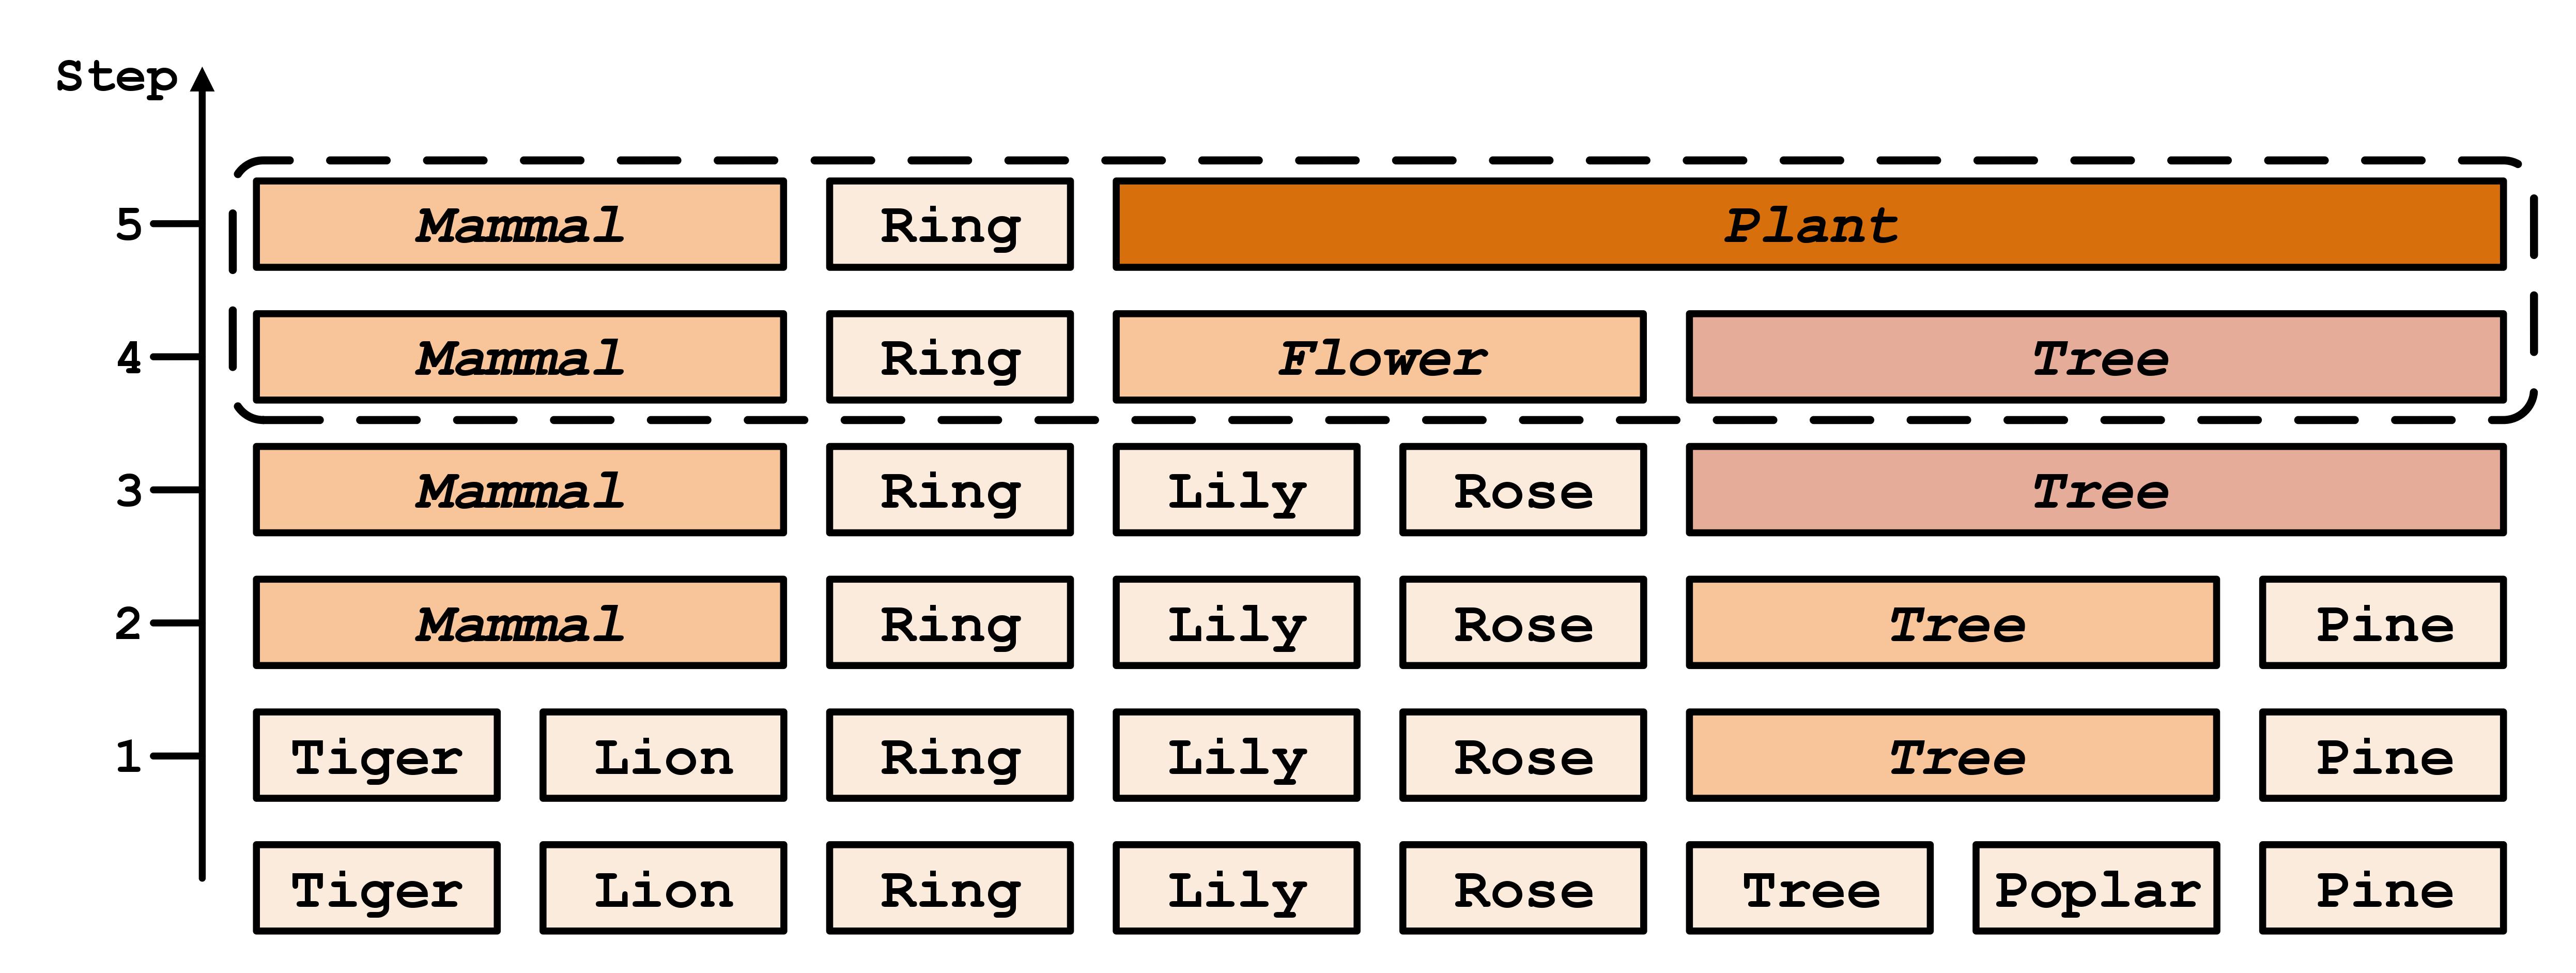 Step
5 Mammal Ring Plant
4 Mammal Ring Flower Tree
3 Mammal Ring Lily Rose Tree
2 Mammal Ring Lily Rose Tree Pine
1 Tiger Lion Ring Lily Rose Tree Pine
Tiger Lion Ring Lily Rose Tree Poplar Pine